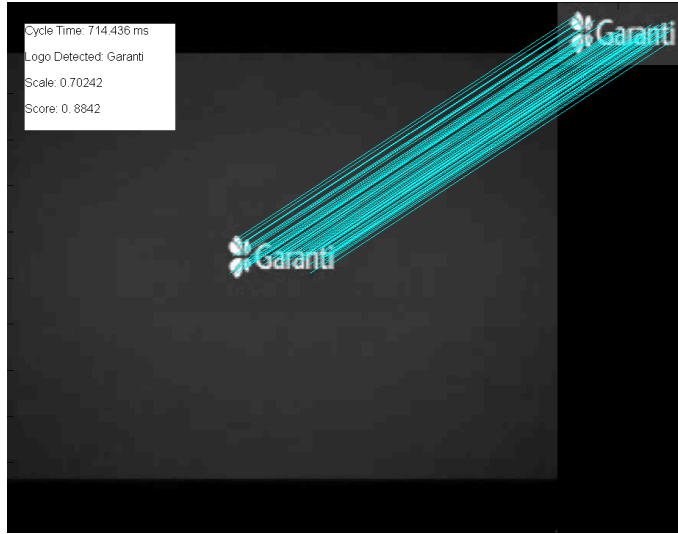 Cycle Time: 714.436 ms
Logo Detected: Garanti
Scale: 0.70242
Score: 0. 8842
Garanti
Garanti